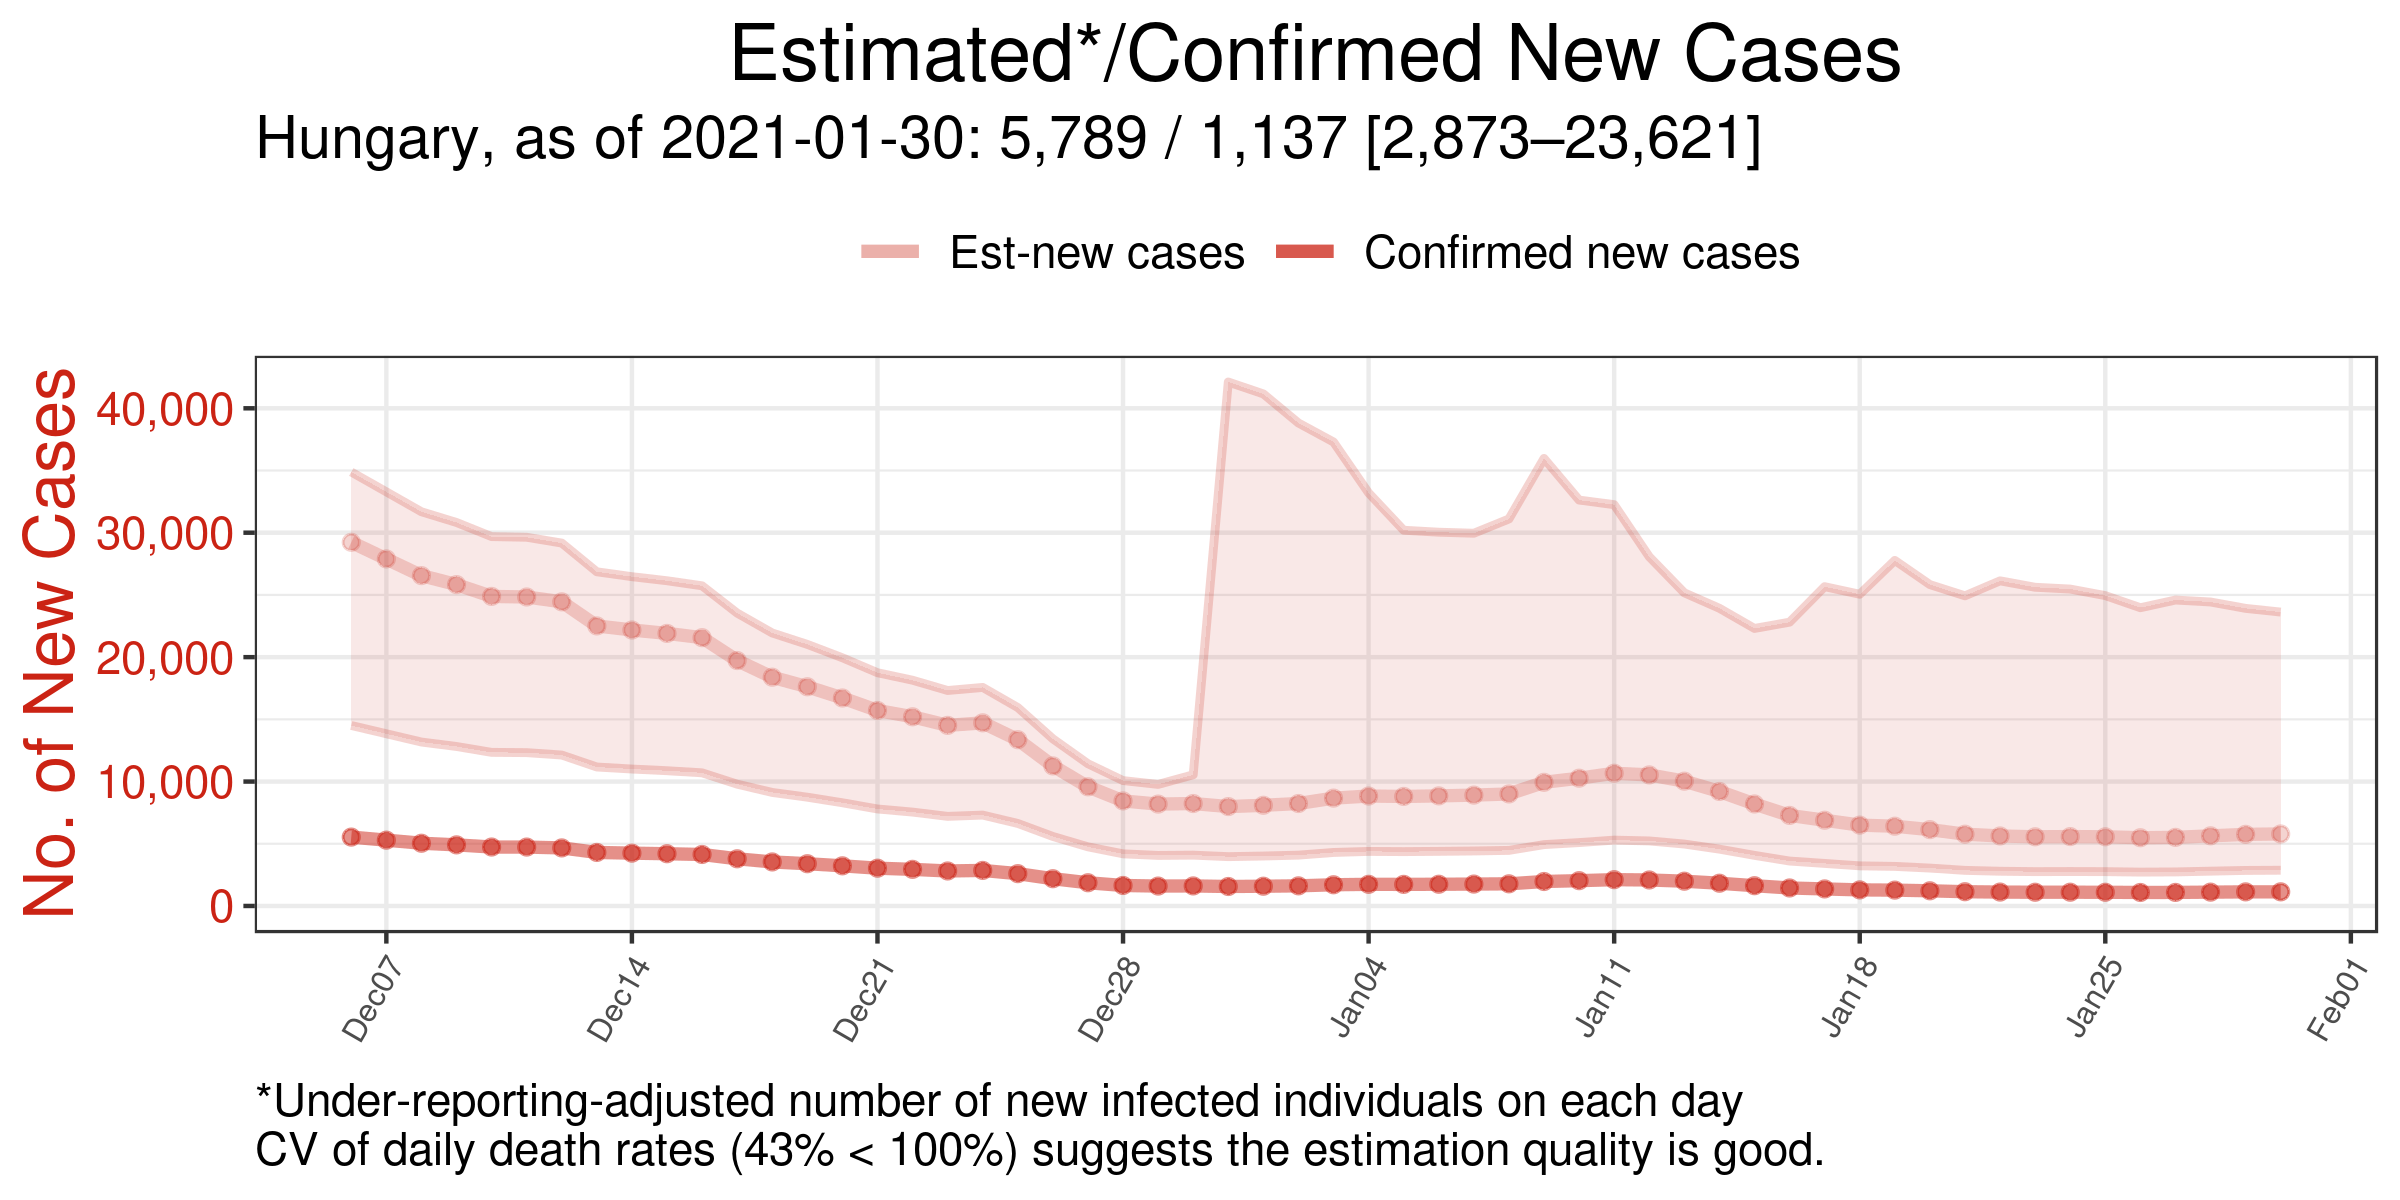 Estimated*/Confirmed New Cases
Hungary, as of 2021-01-30: 5,789 / 1,137 [2,873–23,621]
Est-new cases
Confirmed new cases
No. of New Cases
40,000
30,000
20,000
10,000
0
Dec07
Dec14
Dec21
Dec28
Jan04
Jan11
Jan18
Jan25
Feb01
*Under-reporting-adjusted number of new infected individuals on each day
CV of daily death rates (43% < 100%) suggests the estimation quality is good.